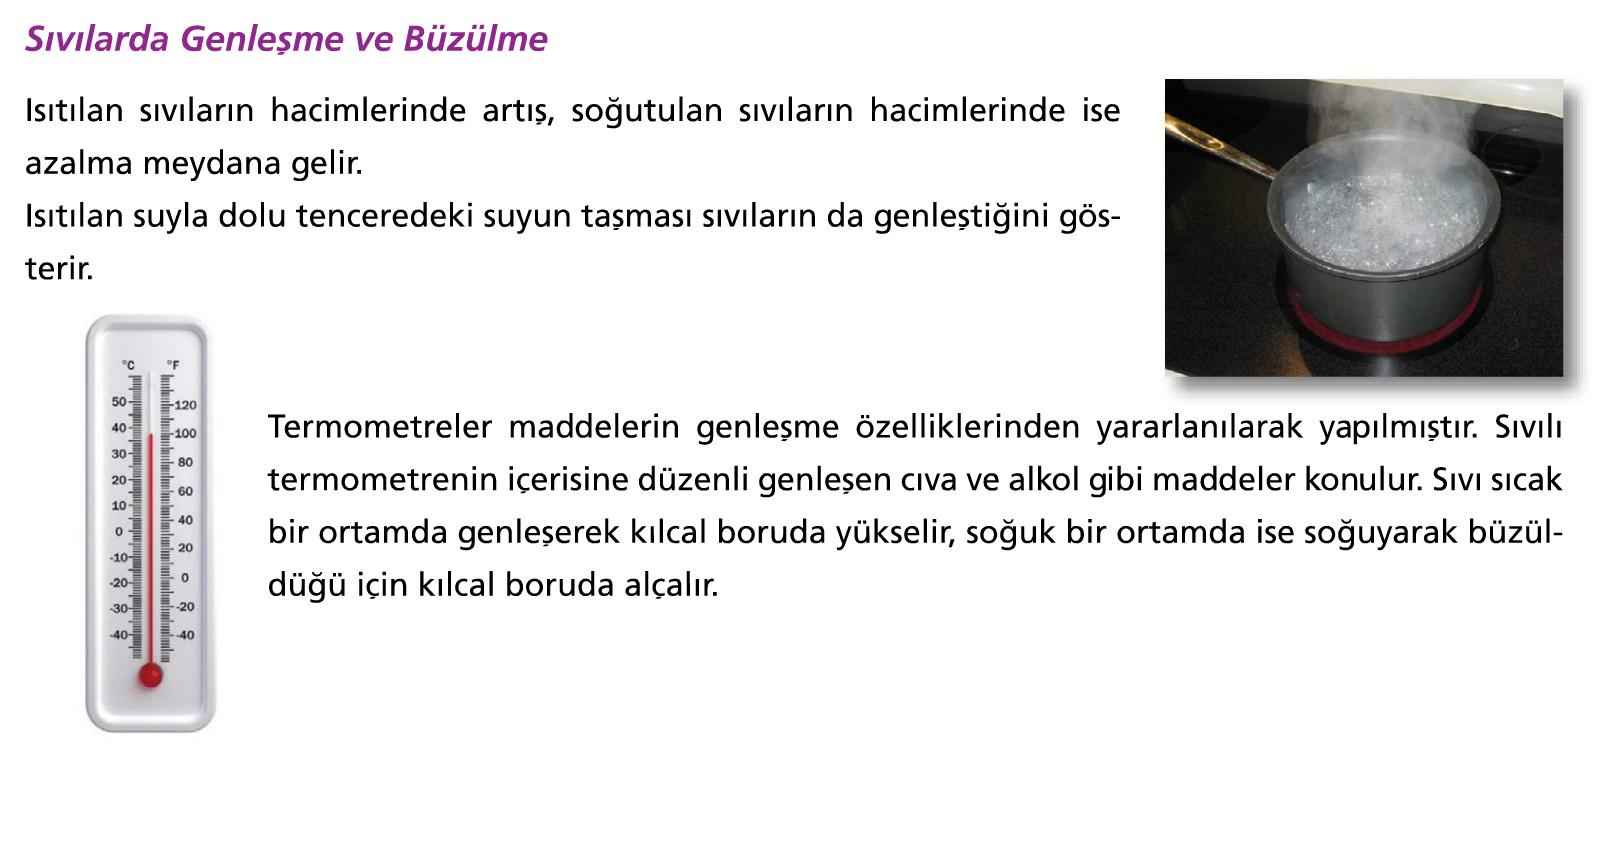 Sıvılarda Genleşme ve Büzülme
Isıtılan sıvıların hacimlerinde artış, soğutulan sıvıların hacimlerinde ise
azalma meydana gelir.
Isıtılan suyla dolu tenceredeki suyun taşması sıvıların da genleştiğini gös-
terir.
°C °F
50 120
40 100
30 80
20 60
10 40
0 20
-10 0
-20 -20
-30 -40
-40
Termometreler maddelerin genleşme özelliklerinden yararlanılarak yapılmıştır. Sıvılı
termometrenin içerisine düzenli genleşen cıva ve alkol gibi maddeler konulur. Sıvı sıcak
bir ortamda genleşerek kılcal boruda yükselir, soğuk bir ortamda ise soğuyarak büzül-
düğü için kılcal boruda alçalır.